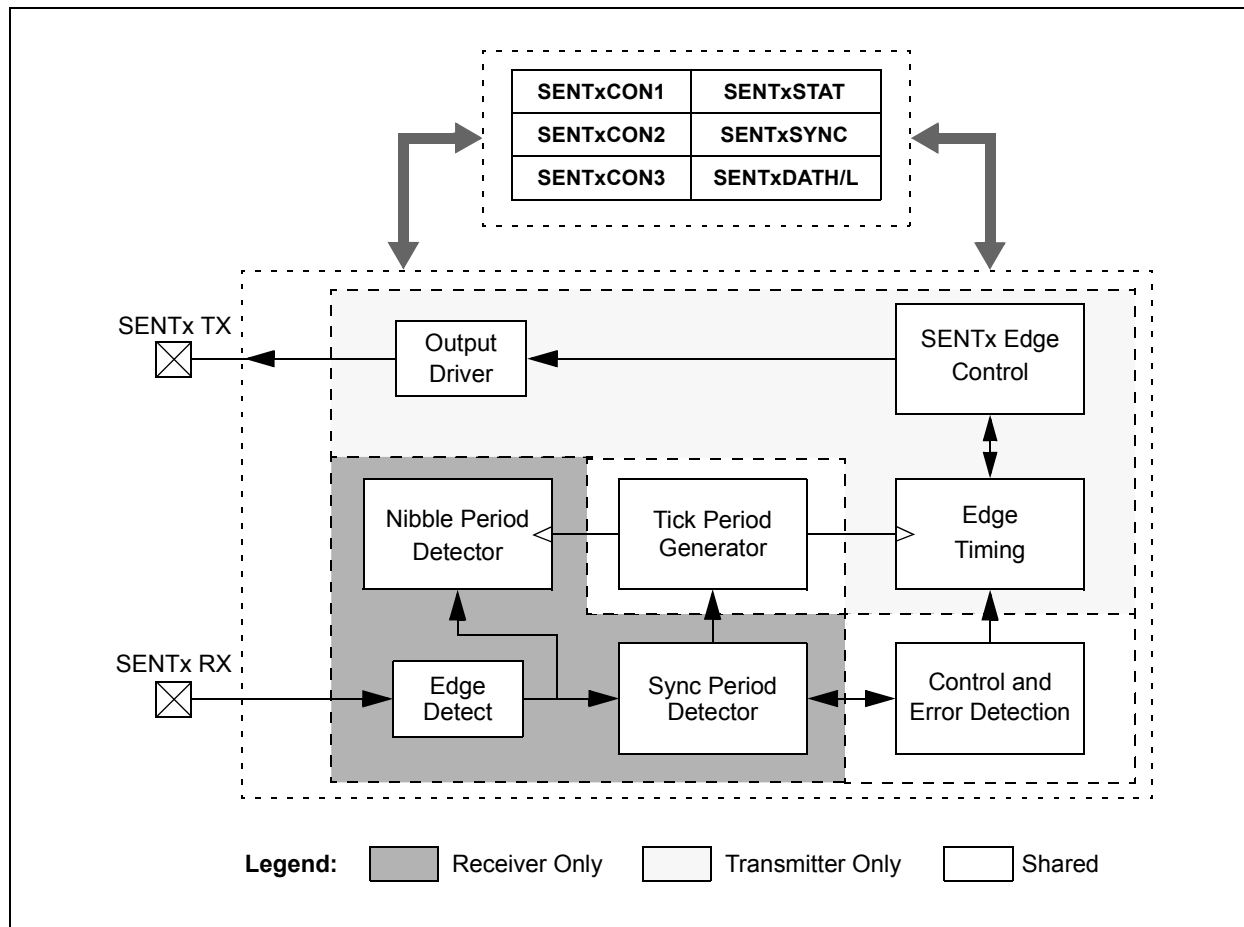 SENTxCON1 SENTxSTAT
SENTxCON2 SENTxSYNC
SENTxCON3 SENTxDATH/L
SENTx TX
Output
Driver
SENTx Edge
Control
Nibble Period
Detector
Tick Period
Generator
Edge
Timing
SENTx RX
Edge
Detect
Sync Period
Detector
Control and
Error Detection
Legend: Receiver Only Transmitter Only Shared